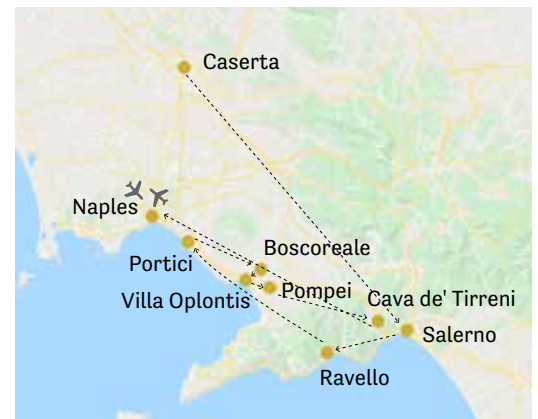 Caserta
Naples
Portici
Boscoreale
Villa Oplontis
Pompei
Cava de' Tirreni
Salerno
Ravello